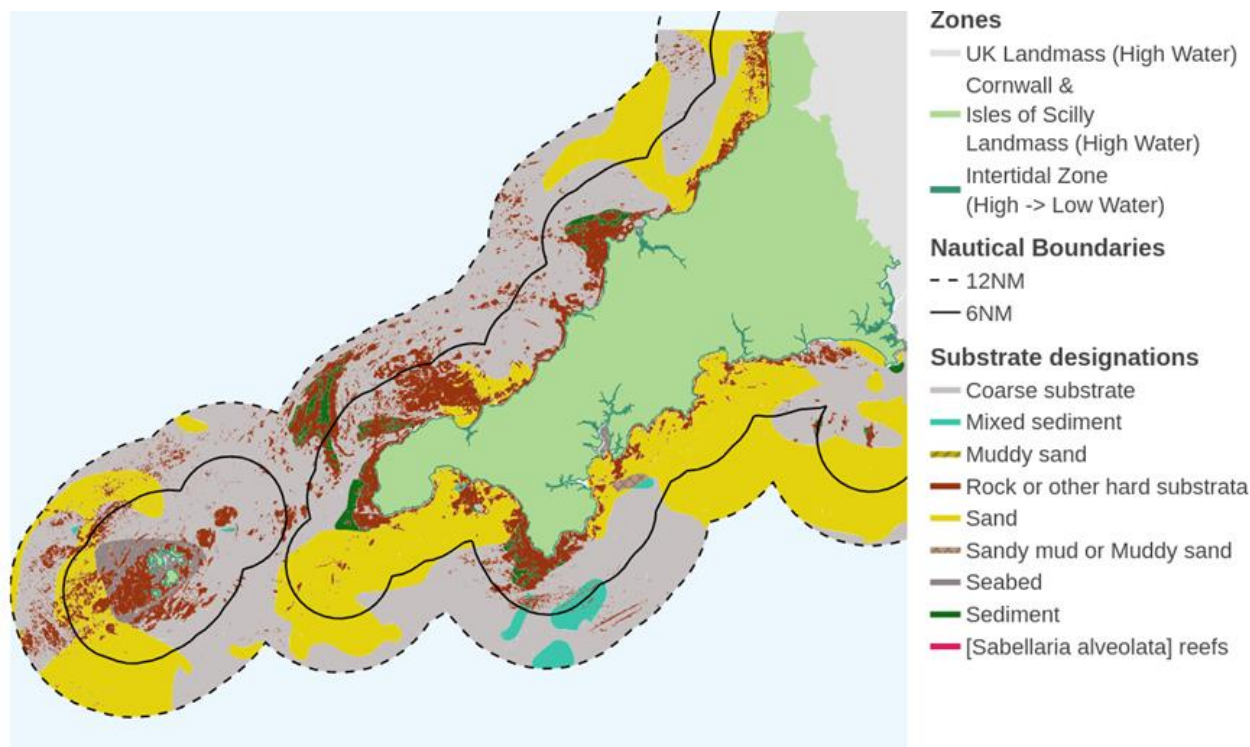 Zones
UK Landmass (High Water)
Cornwall &
Isles of Scilly
Landmass (High Water)
Intertidal Zone
(High -> Low Water)
Nautical Boundaries
12NM
6NM
Substrate designations
Coarse substrate
Mixed sediment
Muddy sand
Rock or other hard substrata
Sand
Sandy mud or Muddy sand
Seabed
Sediment
[Sabellaria alveolata] reefs